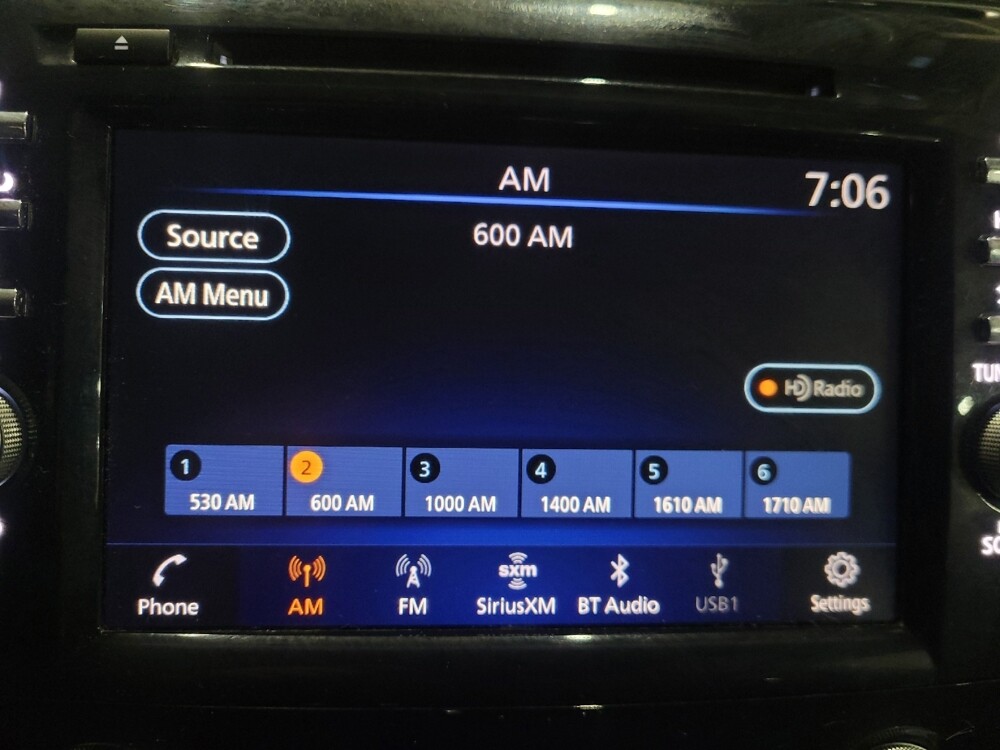 AM
7:06
Source
600 AM
AM Menu
HD Radio
1 2 3 4 5 6
530 AM 600 AM 1000 AM 1400 AM 1610 AM 1710 AM
sxm
Phone AM FM SiriusXM BT Audio USB1 Settings